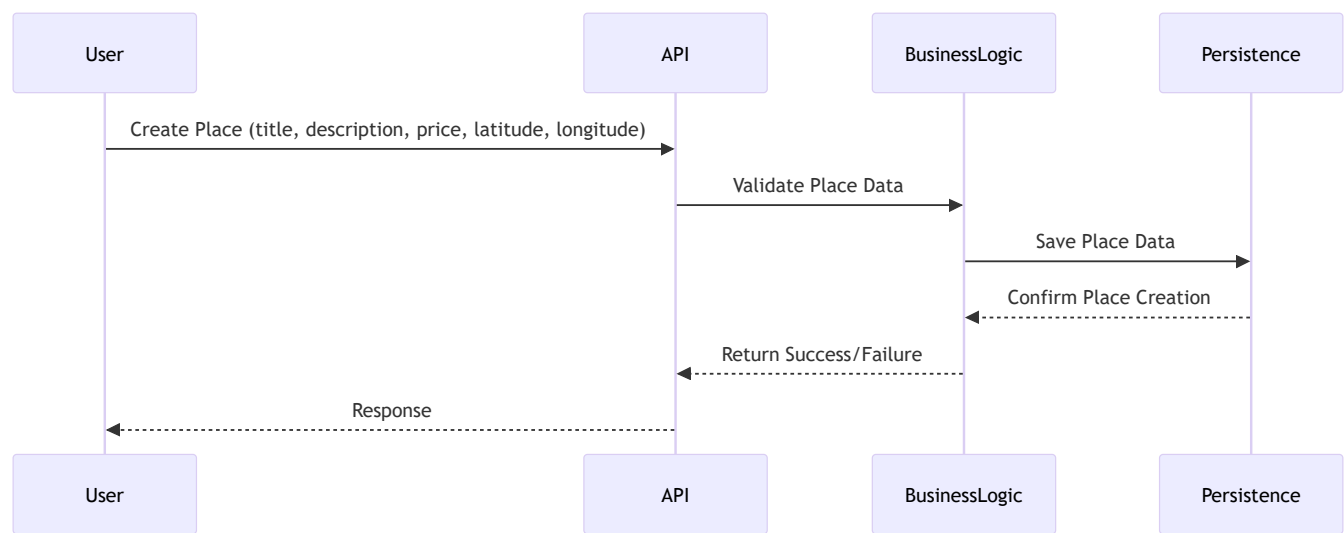 User
API
BusinessLogic
Persistence
Create Place (title, description, price, latitude, longitude)
Validate Place Data
Save Place Data
Confirm Place Creation
Return Success/Failure
Response
User
API
BusinessLogic
Persistence